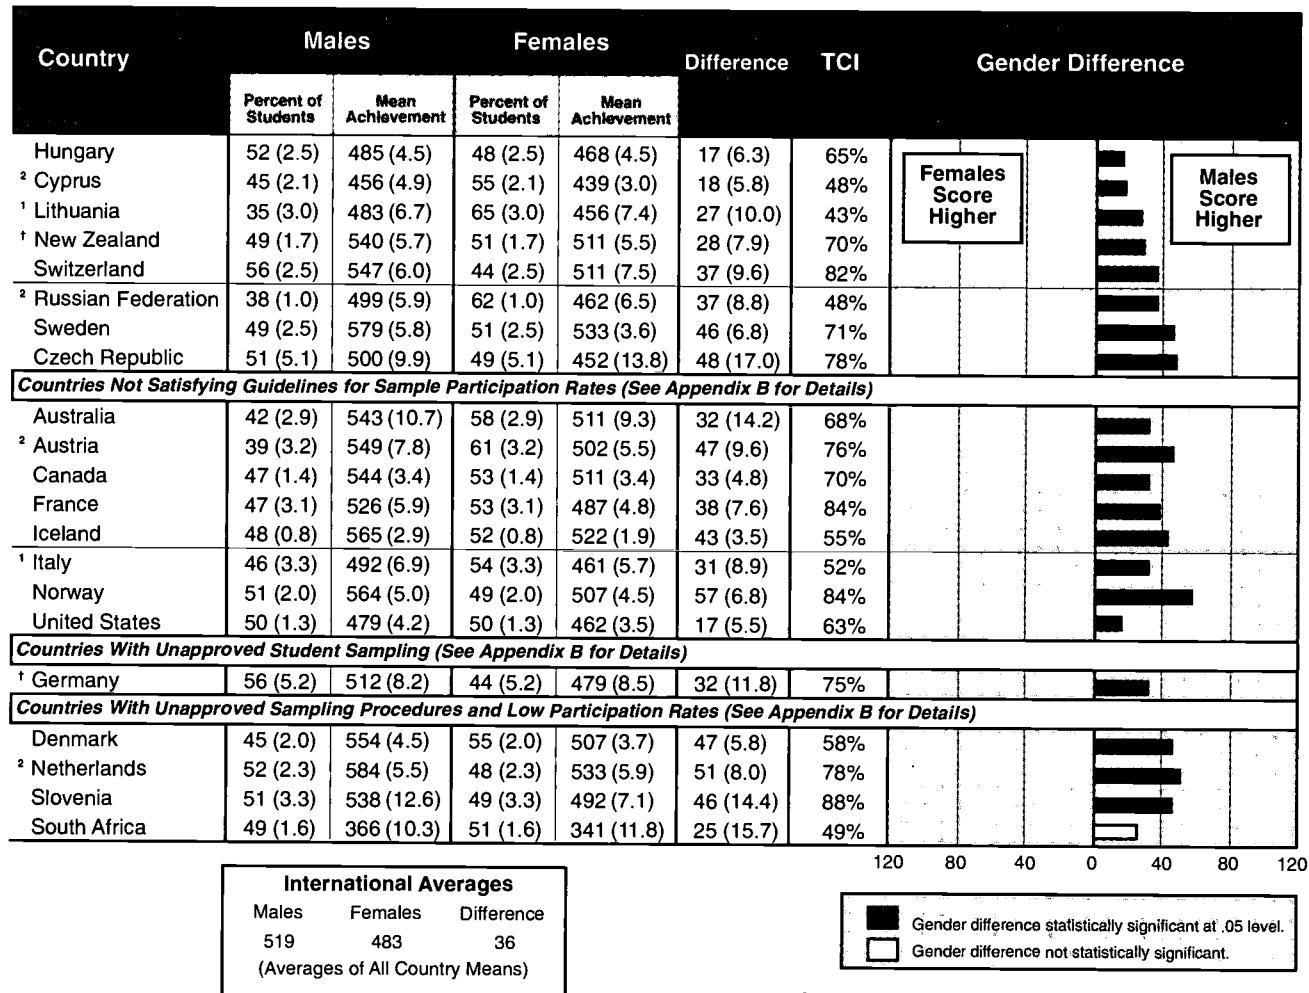 Country Males Females Difference TCI Gender Difference
Percent of Students Mean Achievement Percent of Students Mean Achievement
Females Score Higher
Males Score Higher
Hungary 52 (2.5) 485 (4.5) 48 (2.5) 468 (4.5) 17 (6.3) 65%
² Cyprus 45 (2.1) 456 (4.9) 55 (2.1) 439 (3.0) 18 (5.8) 48%
¹ Lithuania 35 (3.0) 483 (6.7) 65 (3.0) 456 (7.4) 27 (10.0) 43%
† New Zealand 49 (1.7) 540 (5.7) 51 (1.7) 511 (5.5) 28 (7.9) 70%
Switzerland 56 (2.5) 547 (6.0) 44 (2.5) 511 (7.5) 37 (9.6) 82%
² Russian Federation 38 (1.0) 499 (5.9) 62 (1.0) 462 (6.5) 37 (8.8) 48%
Sweden 49 (2.5) 579 (5.8) 51 (2.5) 533 (3.6) 46 (6.8) 71%
Czech Republic 51 (5.1) 500 (9.9) 49 (5.1) 452 (13.8) 48 (17.0) 78%
Countries Not Satisfying Guidelines for Sample Participation Rates (See Appendix B for Details)
Australia 42 (2.9) 543 (10.7) 58 (2.9) 511 (9.3) 32 (14.2) 68%
² Austria 39 (3.2) 549 (7.8) 61 (3.2) 502 (5.5) 47 (9.6) 76%
Canada 47 (1.4) 544 (3.4) 53 (1.4) 511 (3.4) 33 (4.8) 70%
France 47 (3.1) 526 (5.9) 53 (3.1) 487 (4.8) 38 (7.6) 84%
Iceland 48 (0.8) 565 (2.9) 52 (0.8) 522 (1.9) 43 (3.5) 55%
¹ Italy 46 (3.3) 492 (6.9) 54 (3.3) 461 (5.7) 31 (8.9) 52%
Norway 51 (2.0) 564 (5.0) 49 (2.0) 507 (4.5) 57 (6.8) 84%
United States 50 (1.3) 479 (4.2) 50 (1.3) 462 (3.5) 17 (5.5) 63%
Countries With Unapproved Student Sampling (See Appendix B for Details)
† Germany 56 (5.2) 512 (8.2) 44 (5.2) 479 (8.5) 32 (11.8) 75%
Countries With Unapproved Sampling Procedures and Low Participation Rates (See Appendix B for Details)
Denmark 45 (2.0) 554 (4.5) 55 (2.0) 507 (3.7) 47 (5.8) 58%
² Netherlands 52 (2.3) 584 (5.5) 48 (2.3) 533 (5.9) 51 (8.0) 78%
Slovenia 51 (3.3) 538 (12.6) 49 (3.3) 492 (7.1) 46 (14.4) 88%
South Africa 49 (1.6) 366 (10.3) 51 (1.6) 341 (11.8) 25 (15.7) 49%
120 80 40 0 40 80 120
International Averages
Males Females Difference
519 483 36
(Averages of All Country Means)
Gender difference statistically significant at .05 level.
Gender difference not statistically significant.